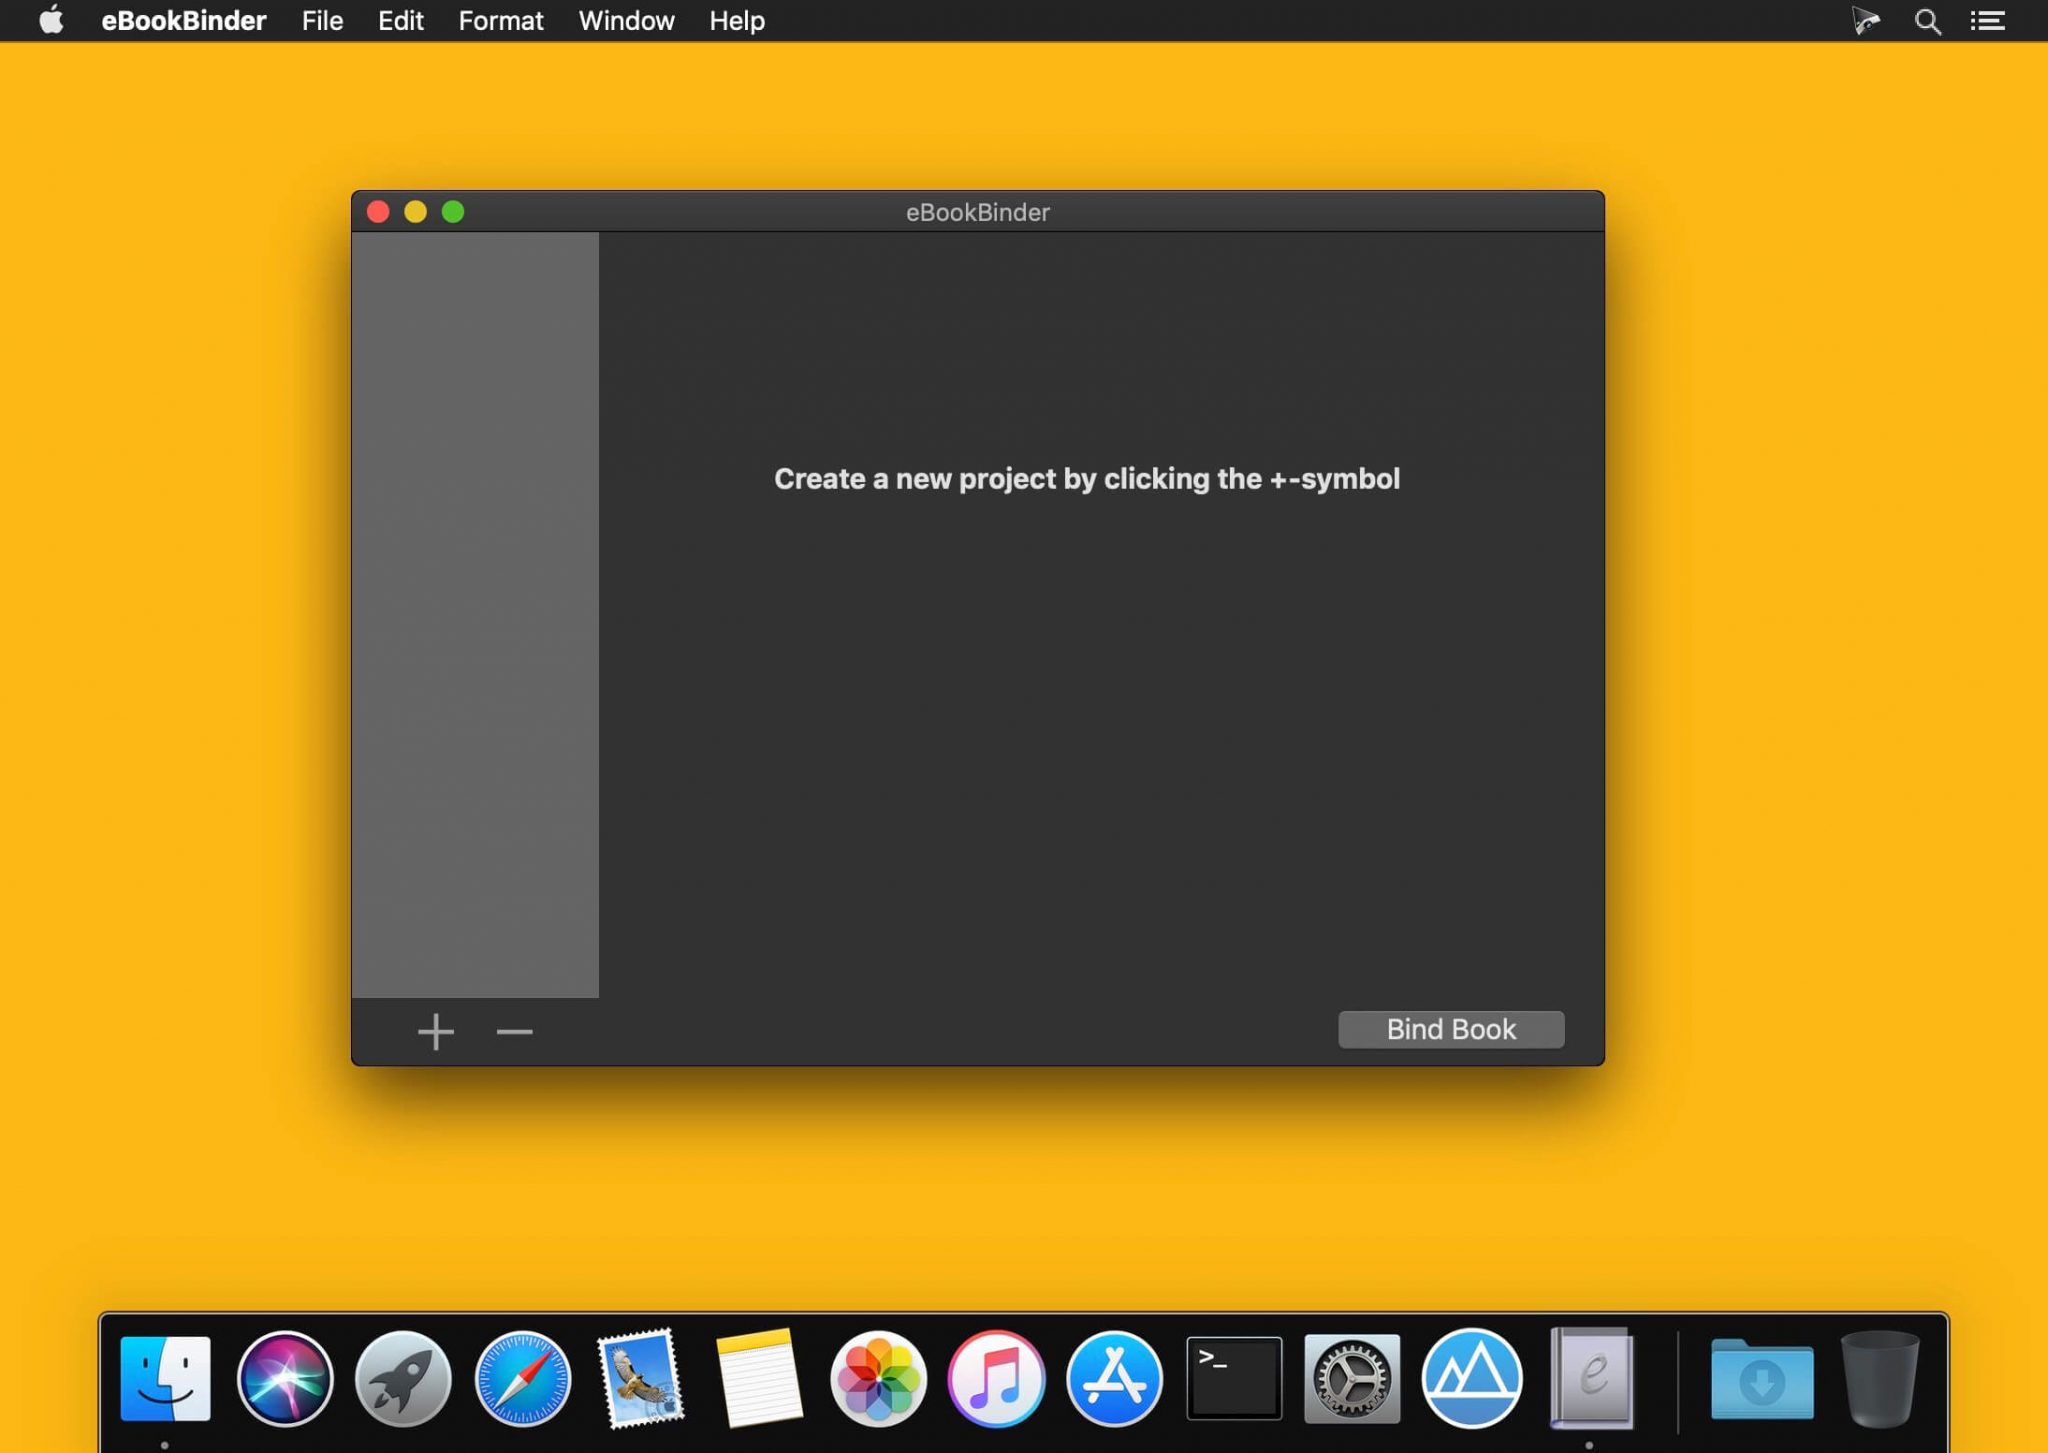 eBookBinder File Edit Format Window Help
eBookBinder
Create a new project by clicking the +-symbol
Bind Book
>_
e